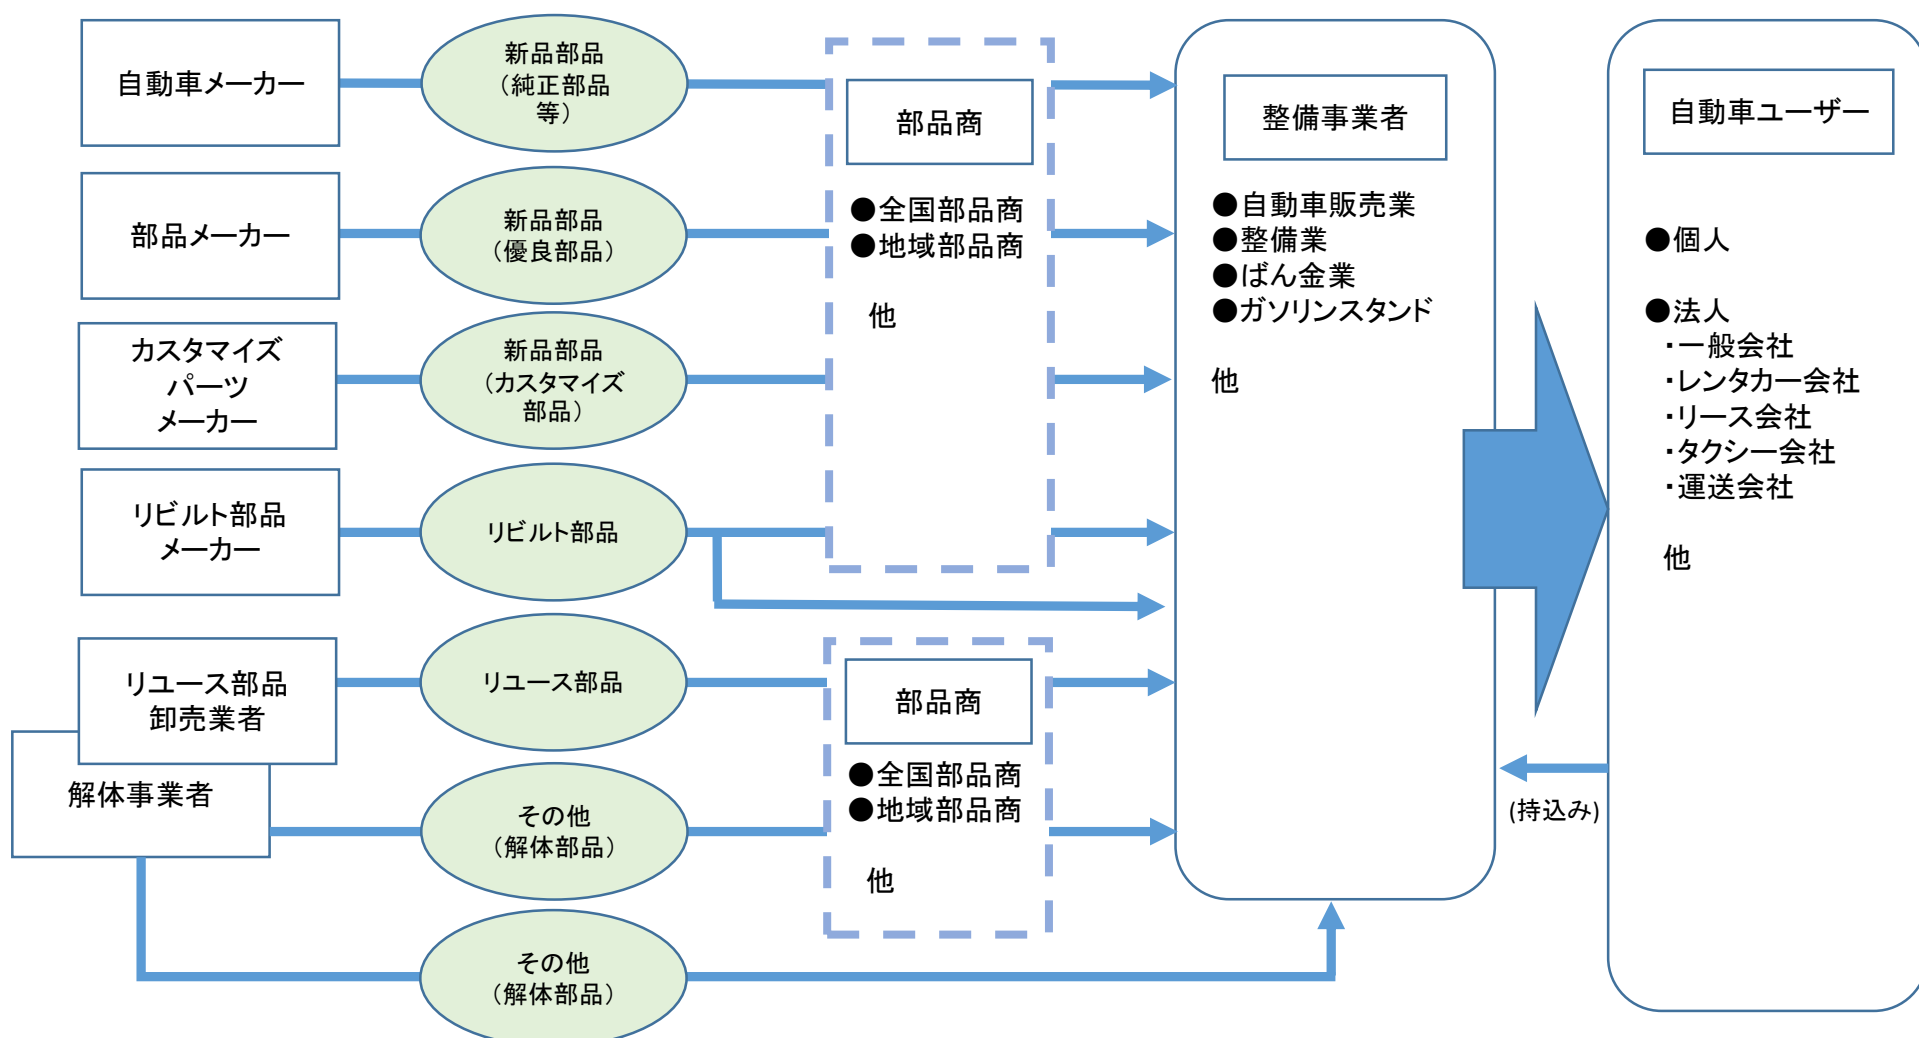 自動車メーカー
新品部品
（純正部品
等）
部品メーカー
新品部品
（優良部品）
カスタマイズ
パーツ
メーカー
新品部品
（カスタマイズ
部品）
リビルト部品
メーカー
リビルト部品
リユース部品
卸売業者
リユース部品
解体事業者
その他
（解体部品）
その他
（解体部品）
部品商
●全国部品商
●地域部品商
他
部品商
●全国部品商
●地域部品商
他
整備事業者
●自動車販売業
●整備業
●ばん金業
●ガソリンスタンド
他
(持込み)
自動車ユーザー
●個人
●法人
・一般会社
・レンタカー会社
・リース会社
・タクシー会社
・運送会社
他